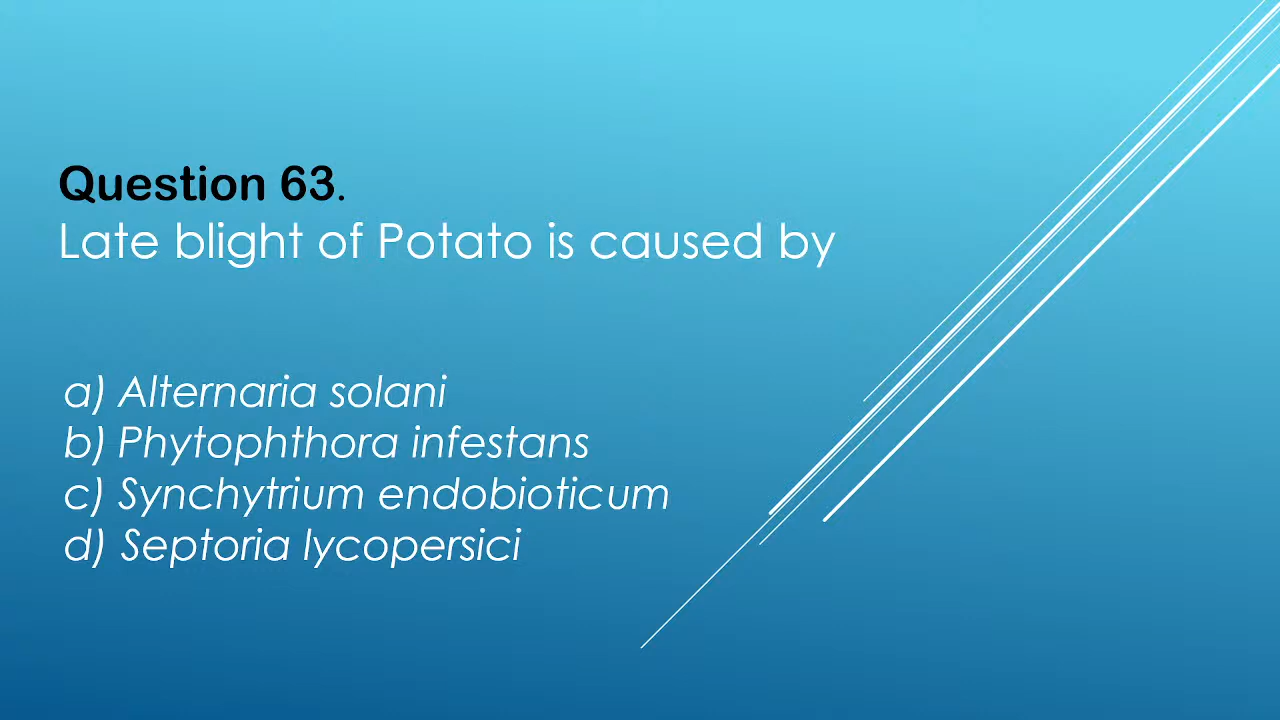 Question 63.
Late blight of Potato is caused by
a) Alternaria solani
b) Phytophthora infestans
c) Synchytrium endobioticum
d) Septoria lycopersici